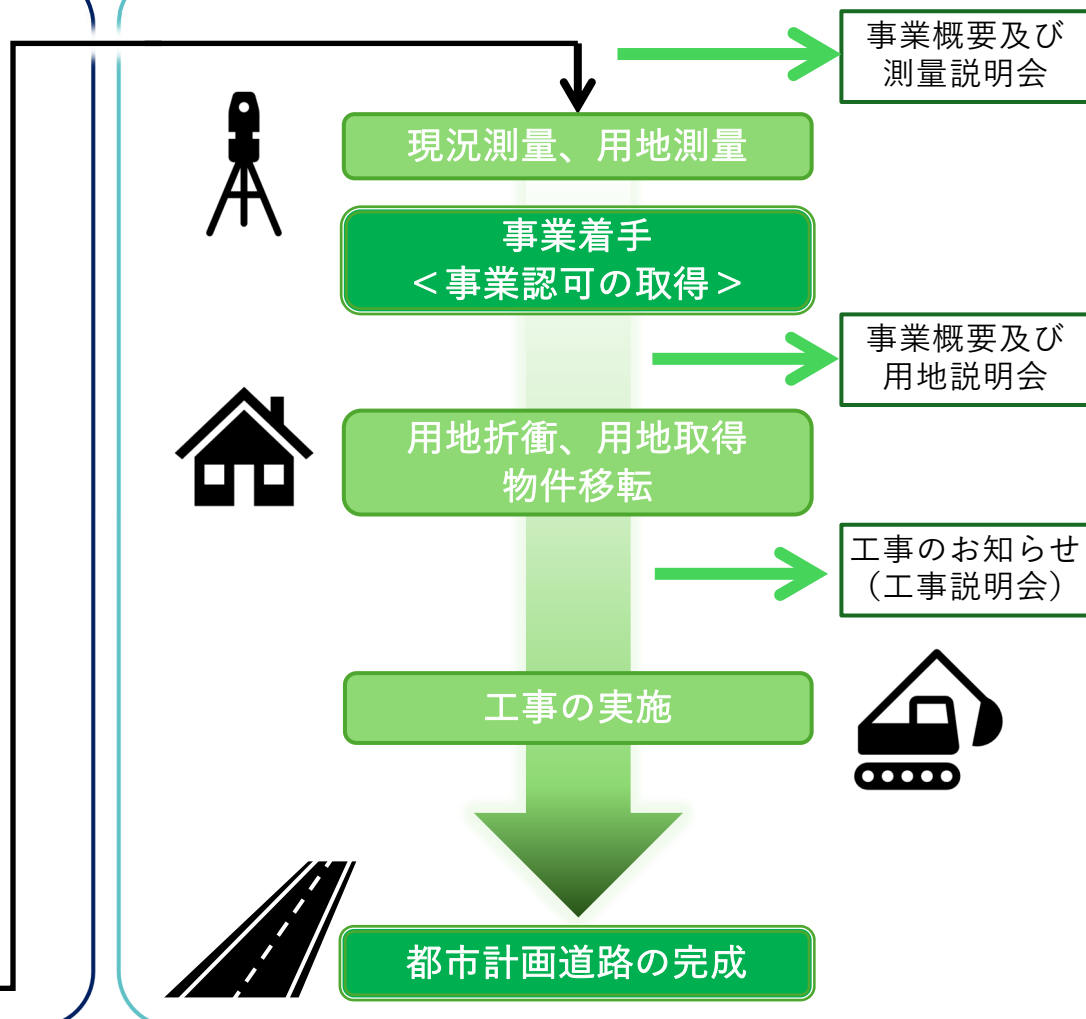 事業概要及び
測量説明会
現況測量、用地測量
事業着手
＜事業認可の取得＞
事業概要及び
用地説明会
用地折衝、用地取得
物件移転
工事のお知らせ
（工事説明会）
工事の実施
都市計画道路の完成